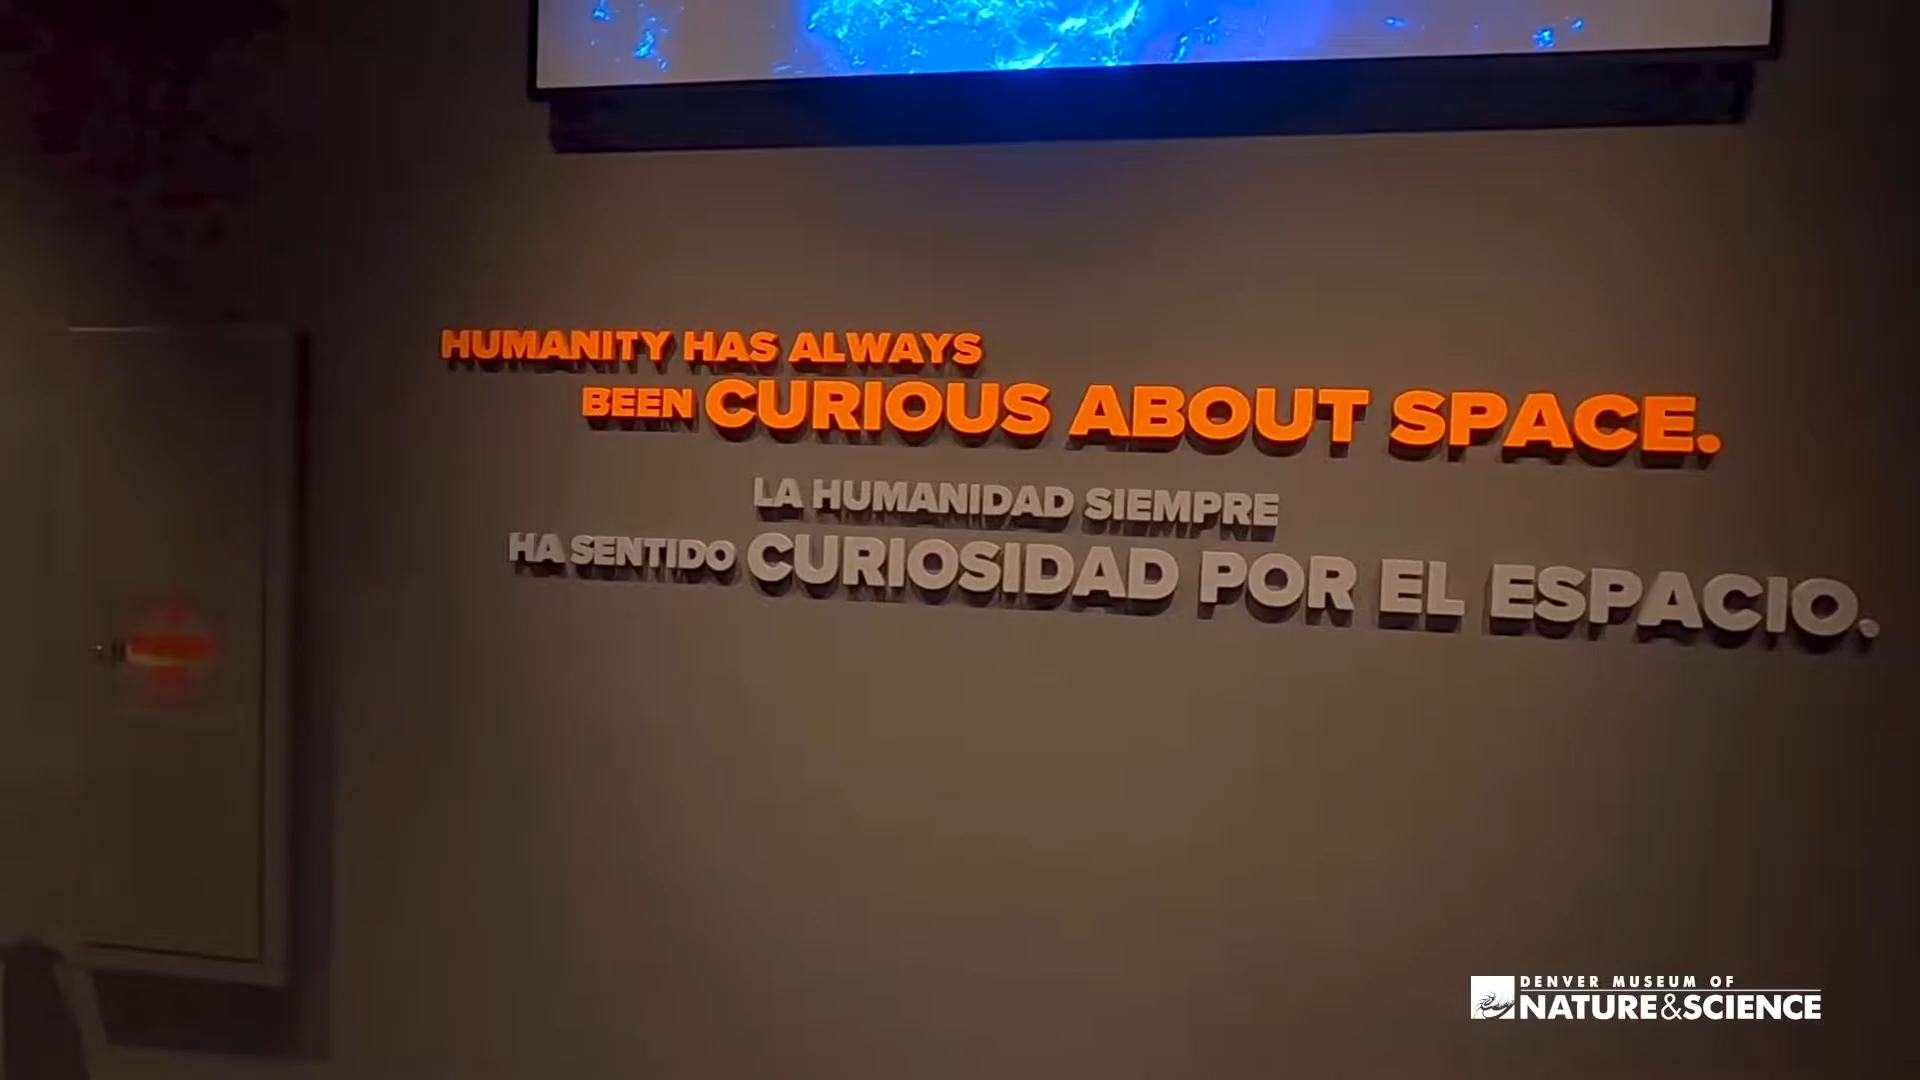 HUMANITY HAS ALWAYS
BEEN CURIOUS ABOUT SPACE.
LA HUMANIDAD SIEMPRE
HA SENTIDO CURIOSIDAD POR EL ESPACIO.
DENVER MUSEUM OF
NATURE&SCIENCE